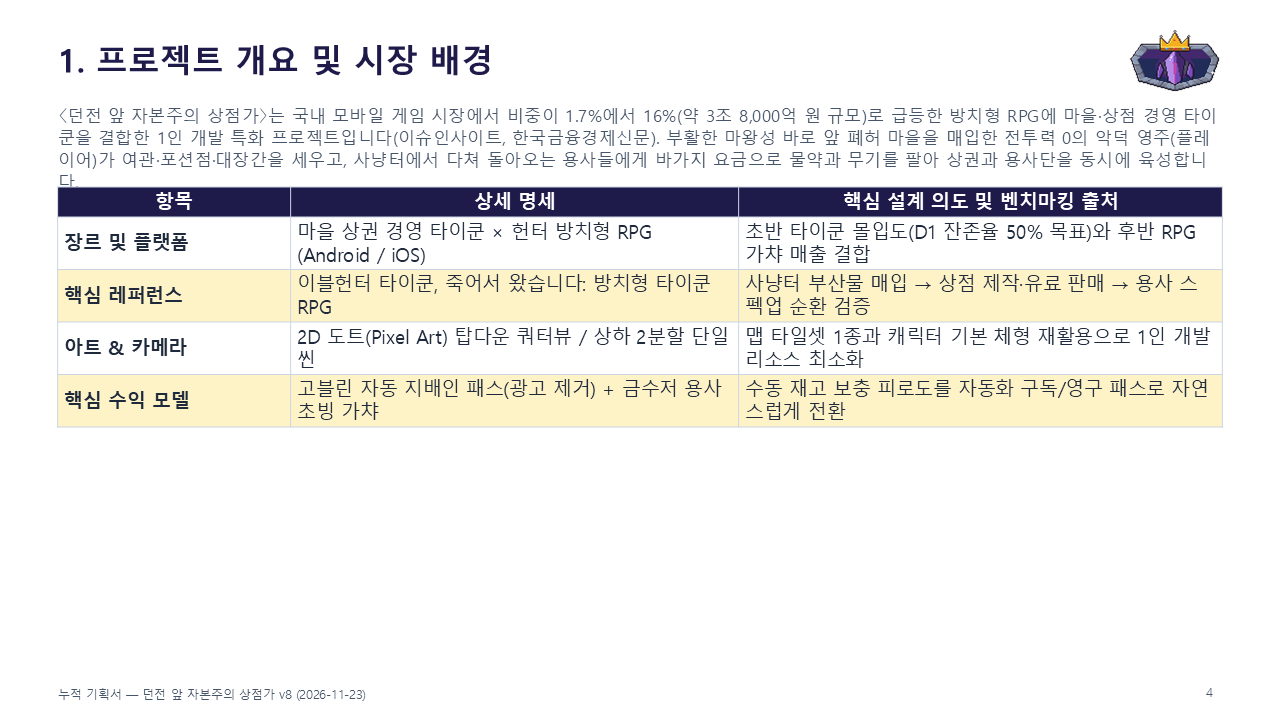 1. 프로젝트 개요 및 시장 배경
〈던전 앞 자본주의 상점가〉는 국내 모바일 게임 시장에서 비중이 1.7%에서 16%(약 3조 8,000억 원 규모)로 급등한 방치형 RPG에 마을·상점 경영 타이
쿤을 결합한 1인 개발 특화 프로젝트입니다(이슈인사이트, 한국금융경제신문). 부활한 마왕성 바로 앞 폐허 마을을 매입한 전투력 0의 악덕 영주(플레
이어)가 여관·포션점·대장간을 세우고, 사냥터에서 다쳐 돌아오는 용사들에게 바가지 요금으로 물약과 무기를 팔아 상권과 용사단을 동시에 육성합니
다.
항목 상세 명세 핵심 설계 의도 및 벤치마킹 출처
장르 및 플랫폼
마을 상권 경영 타이쿤 × 헌터 방치형 RPG
(Android / iOS)
초반 타이쿤 몰입도(D1 잔존율 50% 목표)와 후반 RPG
가챠 매출 결합
핵심 레퍼런스
이블헌터 타이쿤, 죽어서 왔습니다: 방치형 타이쿤
RPG
사냥터 부산물 매입 → 상점 제작·유료 판매 → 용사 스
펙업 순환 검증
아트 & 카메라
2D 도트(Pixel Art) 탑다운 쿼터뷰 / 상하 2분할 단일
씬
맵 타일셋 1종과 캐릭터 기본 체형 재활용으로 1인 개발
리소스 최소화
핵심 수익 모델
고블린 자동 지배인 패스(광고 제거) + 금수저 용사
초빙 가챠
수동 재고 보충 피로도를 자동화 구독/영구 패스로 자연
스럽게 전환
누적 기획서 — 던전 앞 자본주의 상점가 v8 (2026-11-23)
4